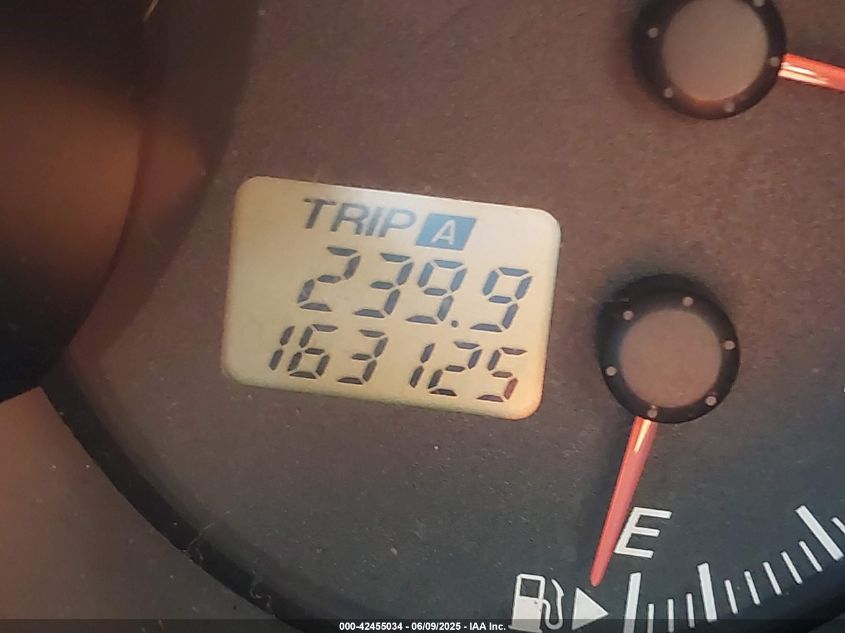 TRIP A
239.9
163125
E
000-42455034 - 06/09/2025 - IAA Inc.